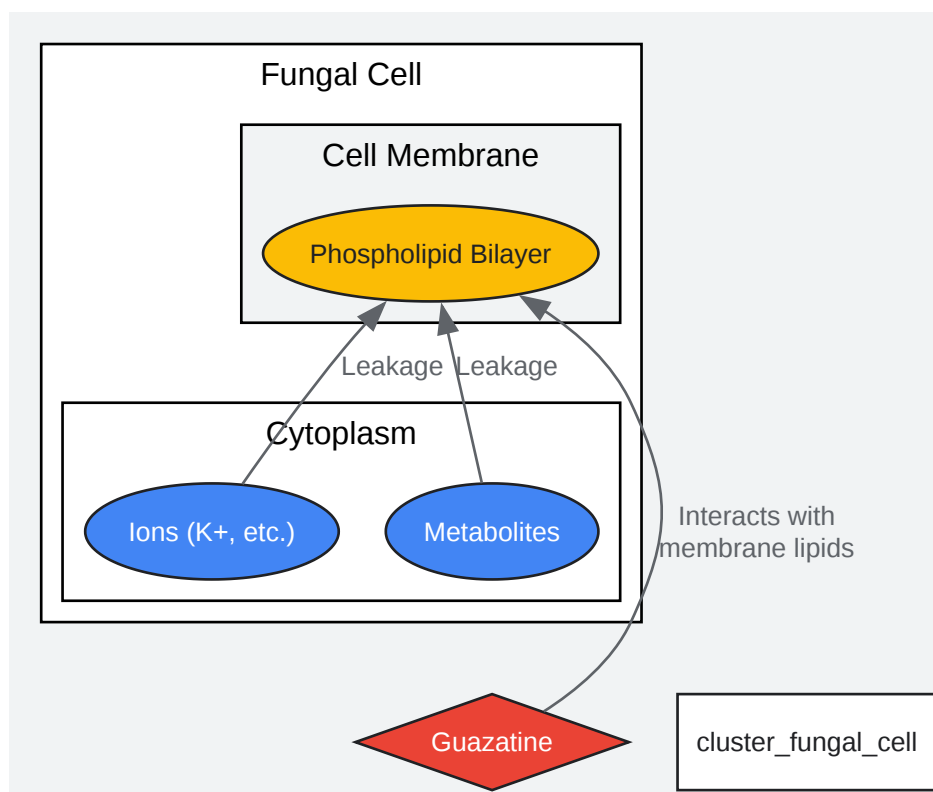 Fungal Cell
Cell Membrane
Phospholipid Bilayer
Leakage
Leakage
Cytoplasm
Ions (K+, etc.)
Metabolites
Interacts with
membrane lipids
Guazatine
cluster_fungal_cell